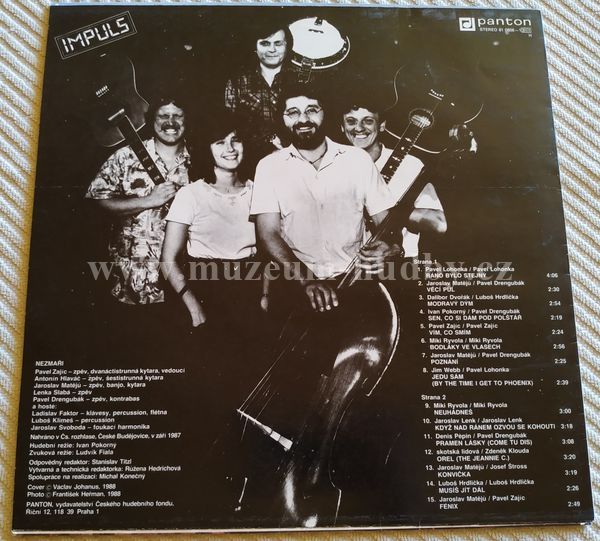 IMPULS
panton
STEREO 81 0808-1
www.muzeum-hudby.cz
Strana 1
1. Pavel Lohonka / Pavel Lohonka
RÁNO BYLO STEJNÝ 4:06
2. Jaroslav Matějů / Pavel Drengubák
VĚCÍ PŮL 2:30
3. Dalibor Dvořák / Luboš Hrdlička
MODRAVÝ DÝM 2:54
4. Ivan Pokorný / Pavel Drengubák
SEN, CO SI DÁM POD POLŠTÁŘ 2:19
5. Pavel Zajíc / Pavel Zajíc
VÍM, CO SMÍM 2:34
6. Miki Ryvola / Miki Ryvola
BODLÁKY VE VLASECH 2:56
7. Jaroslav Matějů / Pavel Drengubák
POZNÁNÍ 2:25
8. Jim Webb / Pavel Lohonka
JEDU SÁM
(BY THE TIME I GET TO PHOENIX) 2:39
Strana 2
9. Miki Ryvola / Miki Ryvola
NEUHÁDNEŠ 3:00
10. Jaroslav Lenk / Jaroslav Lenk
KDYŽ NAD RÁNEM OZVOU SE KOHOUTI 3:18
11. Denis Pépin / Pavel Drengubák
PRAMEN LÁSKY (COME TU DIS) 3:07
12. skotská lidová / Zdeněk Klouda
OREL (THE JEANNIE C.) 3:20
13. Jaroslav Matějů / Josef Štross
KONVIČKA 3:19
14. Luboš Hrdlička / Luboš Hrdlička
MUSÍŠ JÍT DÁL 2:26
15. Jaroslav Matějů / Pavel Zajíc
FÉNIX 2:49
NEZMAŘI
Pavel Zajíc – zpěv, dvanáctistrunná kytara, vedoucí
Antonín Hlaváč – zpěv, šestistrunná kytara
Jaroslav Matějů – zpěv, banjo, kytara
Lenka Slabá – zpěv
Pavel Drengubák – zpěv, kontrabas
a hosté:
Ladislav Faktor – klávesy, percussion, flétna
Luboš Klimeš – percussion
Jaroslav Svoboda – foukací harmonika
Nahráno v Čs. rozhlase, České Budějovice, v září 1987
Hudební režie: Ivan Pokorný
Zvuková režie: Ludvík Fiala
Odpovědný redaktor: Stanislav Titzl
Výtvarná a technická redaktorka: Růžena Hedrichová
Spolupráce na realizaci: Michal Konečný
Cover © Václav Johanus, 1988
Photo © František Heřman, 1988
PANTON, vydavatelství Českého hudebního fondu,
Říční 12, 118 39 Praha 1